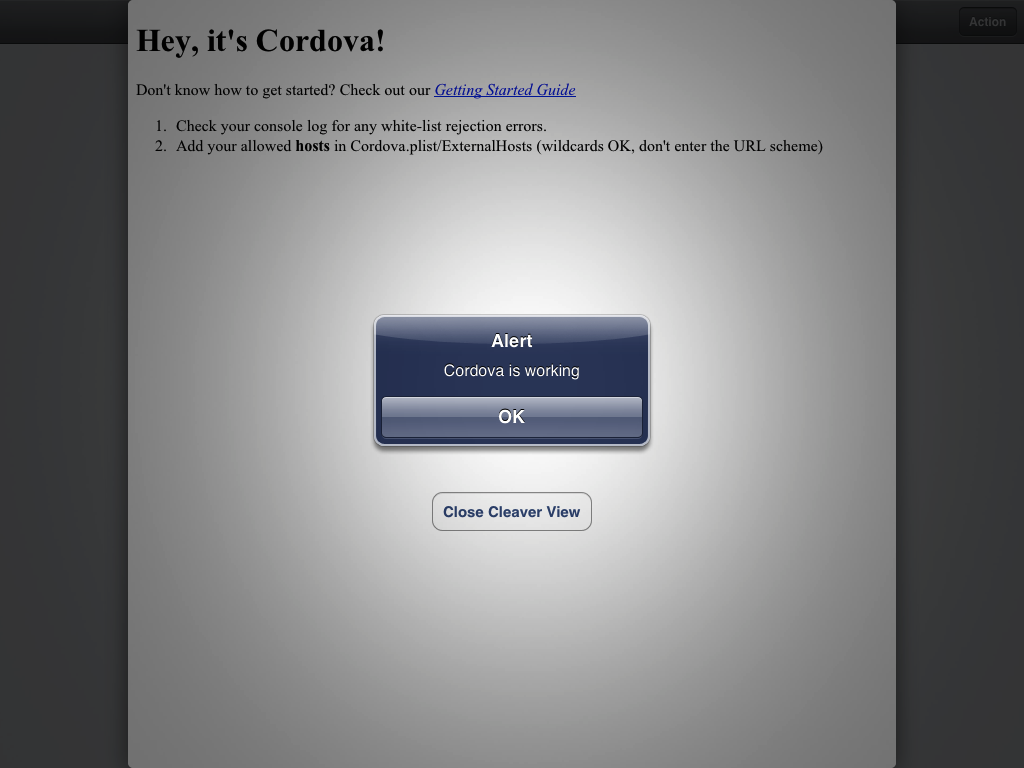 Action
Hey, it's Cordova!
Don't know how to get started? Check out our Getting Started Guide
1. Check your console log for any white-list rejection errors.
2. Add your allowed hosts in Cordova.plist/ExternalHosts (wildcards OK, don't enter the URL scheme)
Alert
Cordova is working
OK
Close Cleaver View